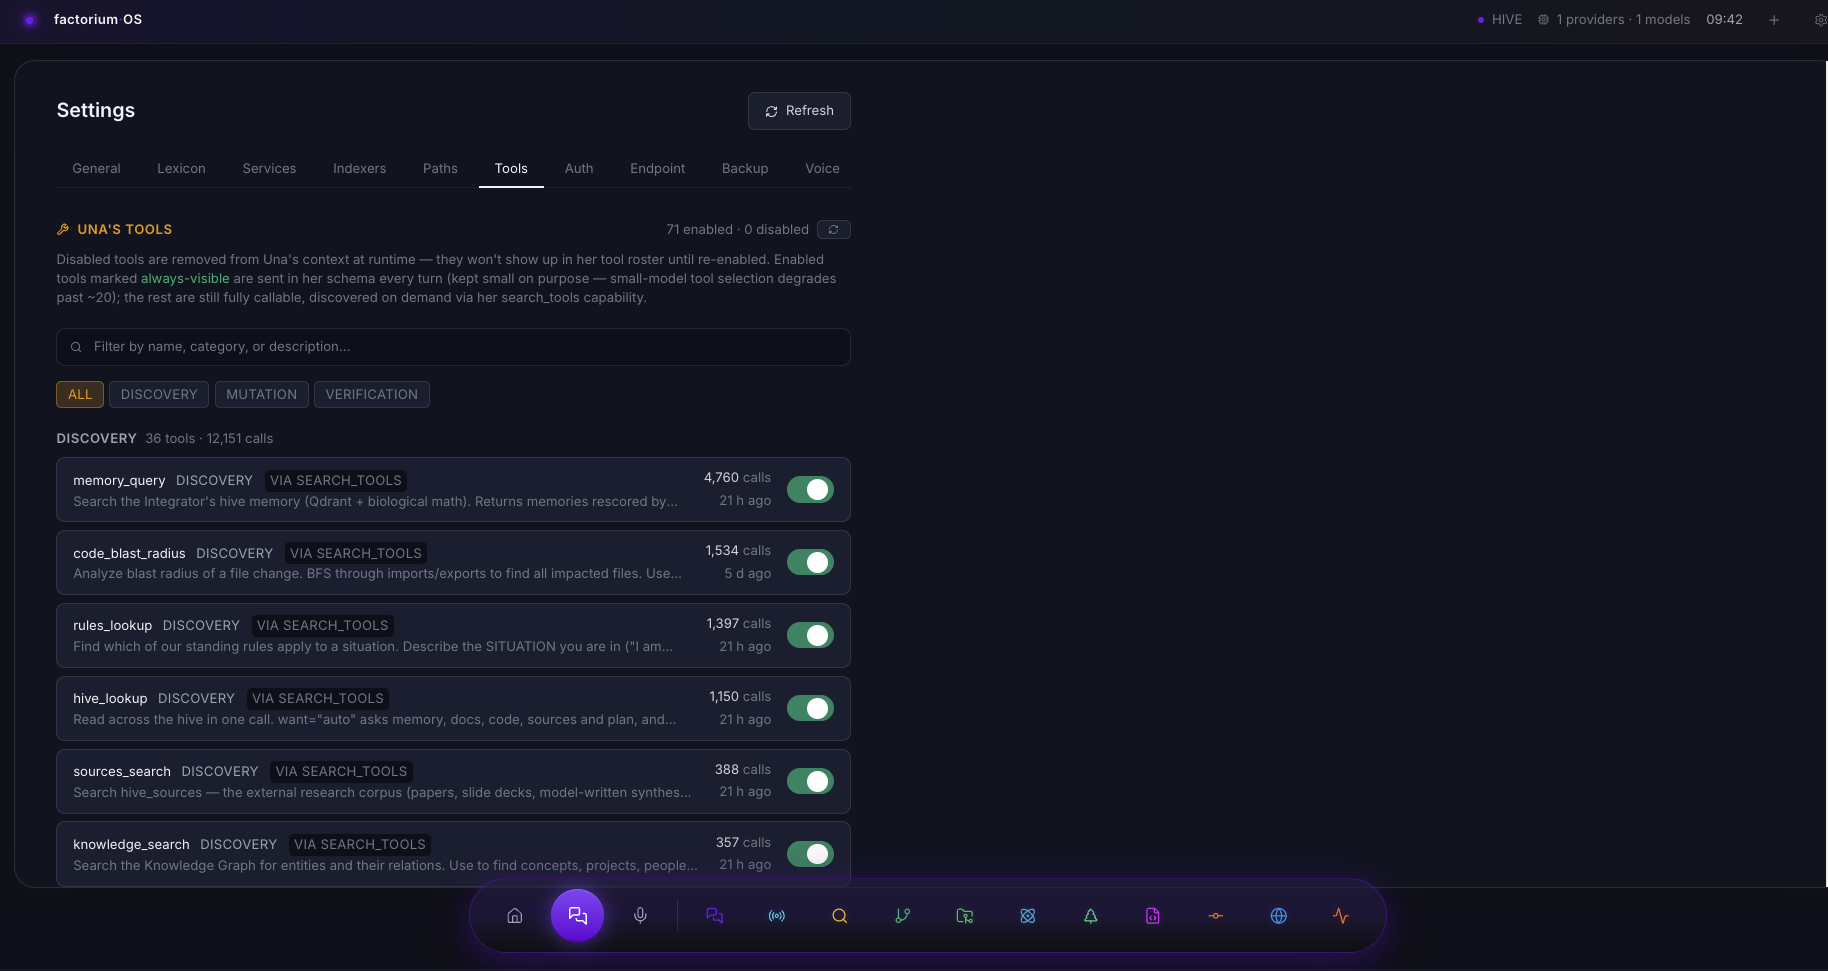 factorium·OS
HIVE 1 providers · 1 models 09:42
Settings
Refresh
General Lexicon Services Indexers Paths Tools Auth Endpoint Backup Voice
UNA'S TOOLS
71 enabled · 0 disabled
Disabled tools are removed from Una's context at runtime — they won't show up in her tool roster until re-enabled. Enabled
tools marked always-visible are sent in her schema every turn (kept small on purpose — small-model tool selection degrades
past ~20); the rest are still fully callable, discovered on demand via her search_tools capability.
Filter by name, category, or description...
ALL DISCOVERY MUTATION VERIFICATION
DISCOVERY 36 tools · 12,151 calls
memory_query DISCOVERY VIA SEARCH_TOOLS 4,760 calls
Search the Integrator's hive memory (Qdrant + biological math). Returns memories rescored by... 21 h ago
code_blast_radius DISCOVERY VIA SEARCH_TOOLS 1,534 calls
Analyze blast radius of a file change. BFS through imports/exports to find all impacted files. Use... 5 d ago
rules_lookup DISCOVERY VIA SEARCH_TOOLS 1,397 calls
Find which of our standing rules apply to a situation. Describe the SITUATION you are in ("I am... 21 h ago
hive_lookup DISCOVERY VIA SEARCH_TOOLS 1,150 calls
Read across the hive in one call. want="auto" asks memory, docs, code, sources and plan, and... 21 h ago
sources_search DISCOVERY VIA SEARCH_TOOLS 388 calls
Search hive_sources — the external research corpus (papers, slide decks, model-written synthes... 21 h ago
knowledge_search DISCOVERY VIA SEARCH_TOOLS 357 calls
Search the Knowledge Graph for entities and their relations. Use to find concepts, projects, people... 21 h ago